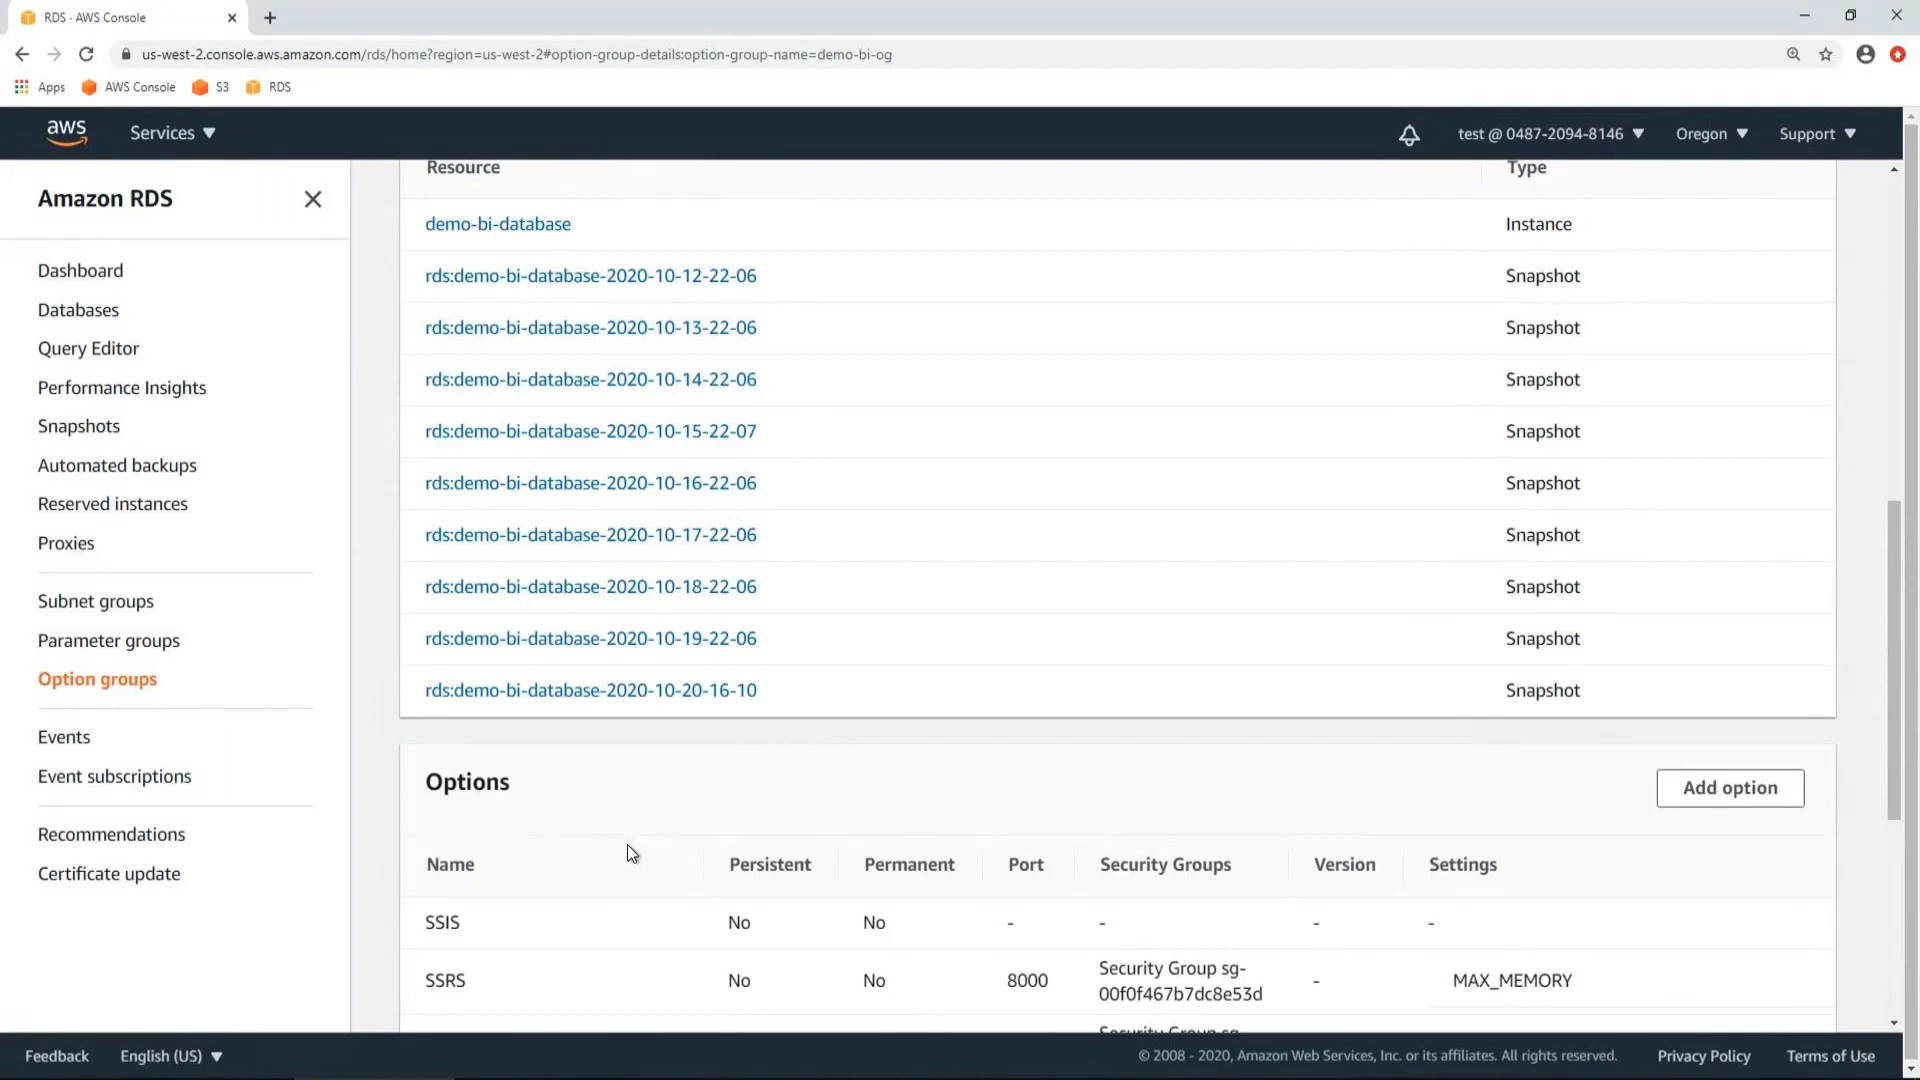 RDS · AWS Console
us-west-2.console.aws.amazon.com/rds/home?region=us-west-2#option-group-details:option-group-name=demo-bi-og
Apps AWS Console S3 RDS
aws Services test @ 0487-2094-8146 Oregon Support
Amazon RDS
Dashboard
Databases
Query Editor
Performance Insights
Snapshots
Automated backups
Reserved instances
Proxies
Subnet groups
Parameter groups
Option groups
Events
Event subscriptions
Recommendations
Certificate update
Resource Type
demo-bi-database Instance
rds:demo-bi-database-2020-10-12-22-06 Snapshot
rds:demo-bi-database-2020-10-13-22-06 Snapshot
rds:demo-bi-database-2020-10-14-22-06 Snapshot
rds:demo-bi-database-2020-10-15-22-07 Snapshot
rds:demo-bi-database-2020-10-16-22-06 Snapshot
rds:demo-bi-database-2020-10-17-22-06 Snapshot
rds:demo-bi-database-2020-10-18-22-06 Snapshot
rds:demo-bi-database-2020-10-19-22-06 Snapshot
rds:demo-bi-database-2020-10-20-16-10 Snapshot
Options Add option
Name Persistent Permanent Port Security Groups Version Settings
SSIS No No - - - -
SSRS No No 8000 Security Group sg-00f0f467b7dc8e53d - MAX_MEMORY
Security Group sg-
Feedback English (US) © 2008 - 2020, Amazon Web Services, Inc. or its affiliates. All rights reserved. Privacy Policy Terms of Use